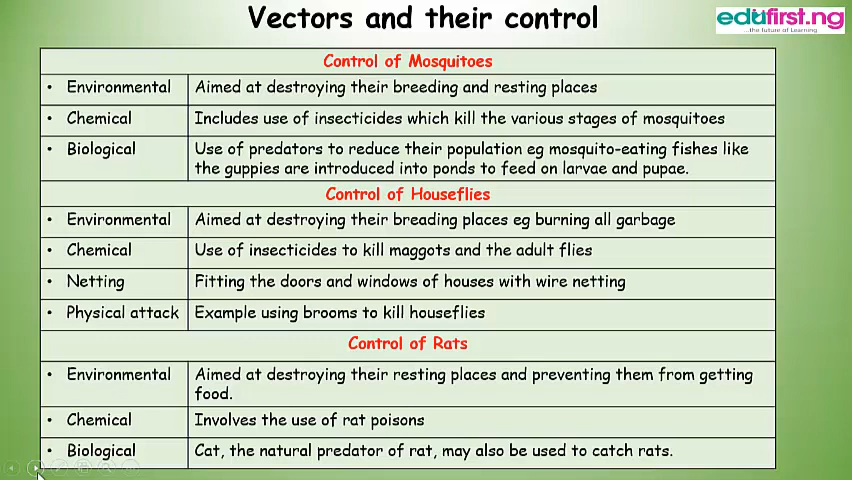 Vectors and their control
edufirst.ng
...the future of Learning
Control of Mosquitoes
• Environmental Aimed at destroying their breeding and resting places
• Chemical Includes use of insecticides which kill the various stages of mosquitoes
• Biological Use of predators to reduce their population eg mosquito-eating fishes like
the guppies are introduced into ponds to feed on larvae and pupae.
Control of Houseflies
• Environmental Aimed at destroying their breading places eg burning all garbage
• Chemical Use of insecticides to kill maggots and the adult flies
• Netting Fitting the doors and windows of houses with wire netting
• Physical attack Example using brooms to kill houseflies
Control of Rats
• Environmental Aimed at destroying their resting places and preventing them from getting
food.
• Chemical Involves the use of rat poisons
• Biological Cat, the natural predator of rat, may also be used to catch rats.